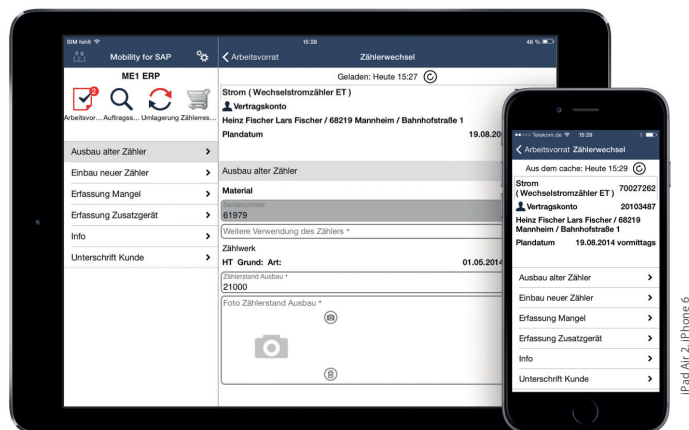 SIM fehlt 15:28 48 %
Mobility for SAP
ME1 ERP
2
Arbeitsvor... Auftragss... Umlagerung Zählerres...
Ausbau alter Zähler
Einbau neuer Zähler
Erfassung Mangel
Erfassung Zusatzgerät
Info
Unterschrift Kunde
Arbeitsvorrat Zählerwechsel
Geladen: Heute 15:27
Strom ( Wechselstromzähler ET )
Vertragskonto
Heinz Fischer Lars Fischer / 68219 Mannheim / Bahnhofstraße 1
Plandatum 19.08.20
Ausbau alter Zähler
Material
Serialnummer
61979
Weitere Verwendung des Zählers *
Zählwerk
HT Grund: Art: 01.05.2014
Zählerstand Ausbau *
21000
Foto Zählerstand Ausbau *
Telekom.de 15:29
Arbeitsvorrat Zählerwechsel
Aus dem cache: Heute 15:29
Strom
( Wechselstromzähler ET ) 70027262
Vertragskonto 20103487
Heinz Fischer Lars Fischer / 68219
Mannheim / Bahnhofstraße 1
Plandatum 19.08.2014 vormittags
Ausbau alter Zähler
Einbau neuer Zähler
Erfassung Mangel
Erfassung Zusatzgerät
Info
Unterschrift Kunde
iPad Air 2, iPhone 6